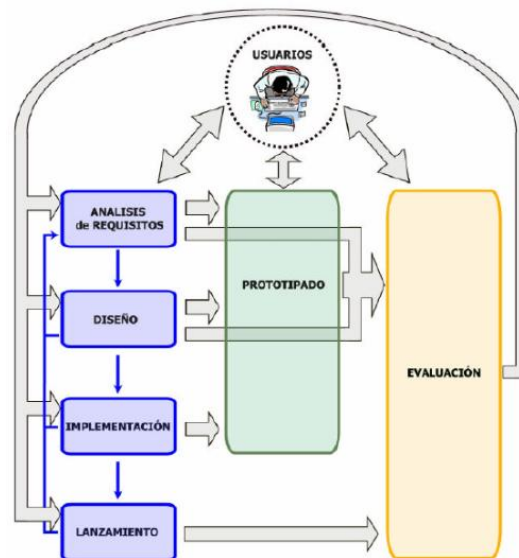 USUARIOS
ANALISIS
de REQUISITOS
PROTOTIPADO
DISEÑO
EVALUACIÓN
IMPLEMENTACIÓN
LANZAMIENTO